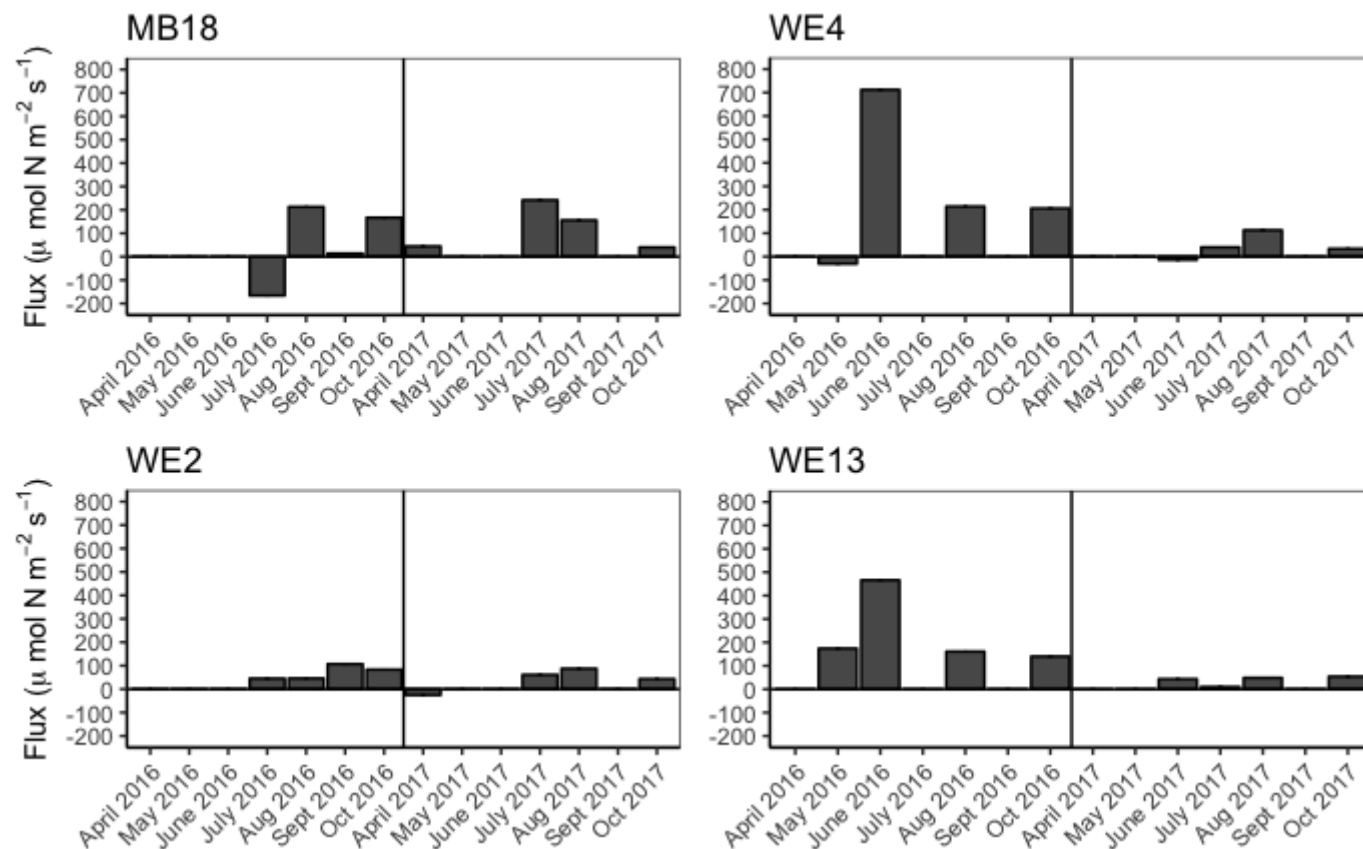 MB18
Flux (μ mol N m⁻² s⁻¹)
800
700
600
500
400
300
200
100
0
-100
-200
April 2016
May 2016
June 2016
July 2016
Aug 2016
Sept 2016
Oct 2016
April 2017
May 2017
June 2017
July 2017
Aug 2017
Sept 2017
Oct 2017
WE4
800
700
600
500
400
300
200
100
0
-100
-200
April 2016
May 2016
June 2016
July 2016
Aug 2016
Sept 2016
Oct 2016
April 2017
May 2017
June 2017
July 2017
Aug 2017
Sept 2017
Oct 2017
WE2
Flux (μ mol N m⁻² s⁻¹)
800
700
600
500
400
300
200
100
0
-100
-200
April 2016
May 2016
June 2016
July 2016
Aug 2016
Sept 2016
Oct 2016
April 2017
May 2017
June 2017
July 2017
Aug 2017
Sept 2017
Oct 2017
WE13
800
700
600
500
400
300
200
100
0
-100
-200
April 2016
May 2016
June 2016
July 2016
Aug 2016
Sept 2016
Oct 2016
April 2017
May 2017
June 2017
July 2017
Aug 2017
Sept 2017
Oct 2017